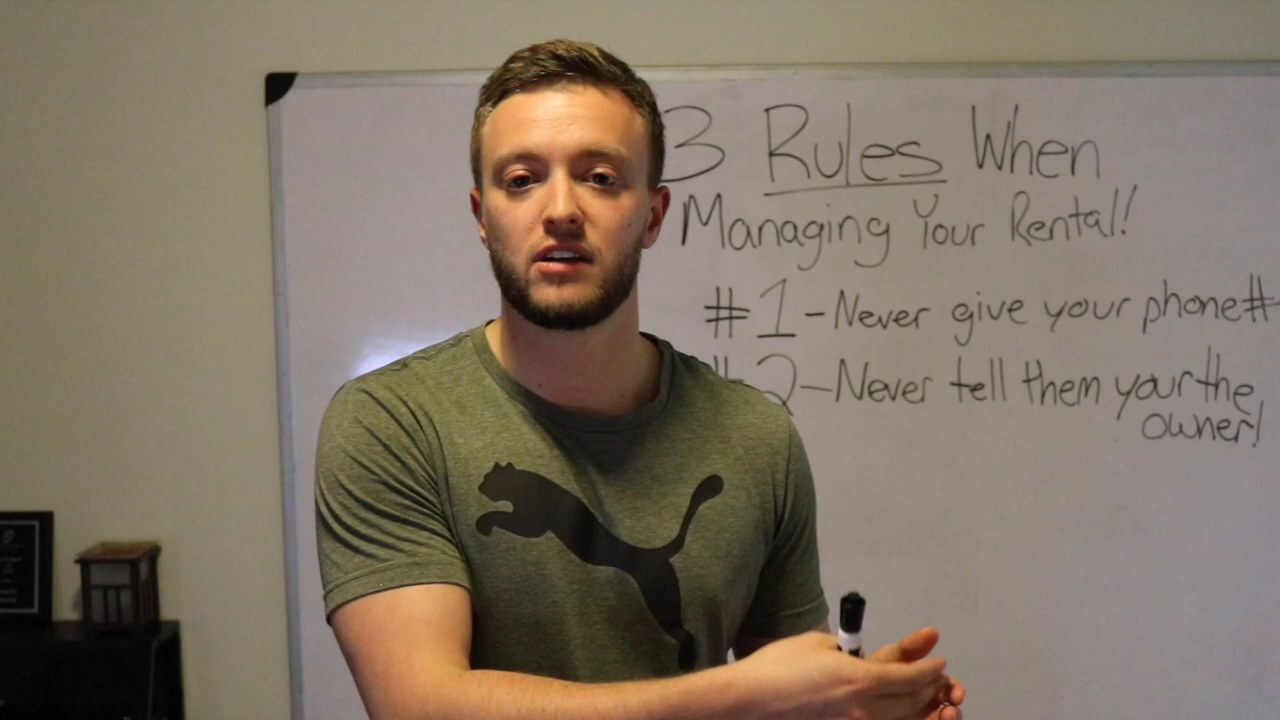 3 Rules When
Managing Your Rental!
#1-Never give your phone#
#2-Never tell them your the
owner!